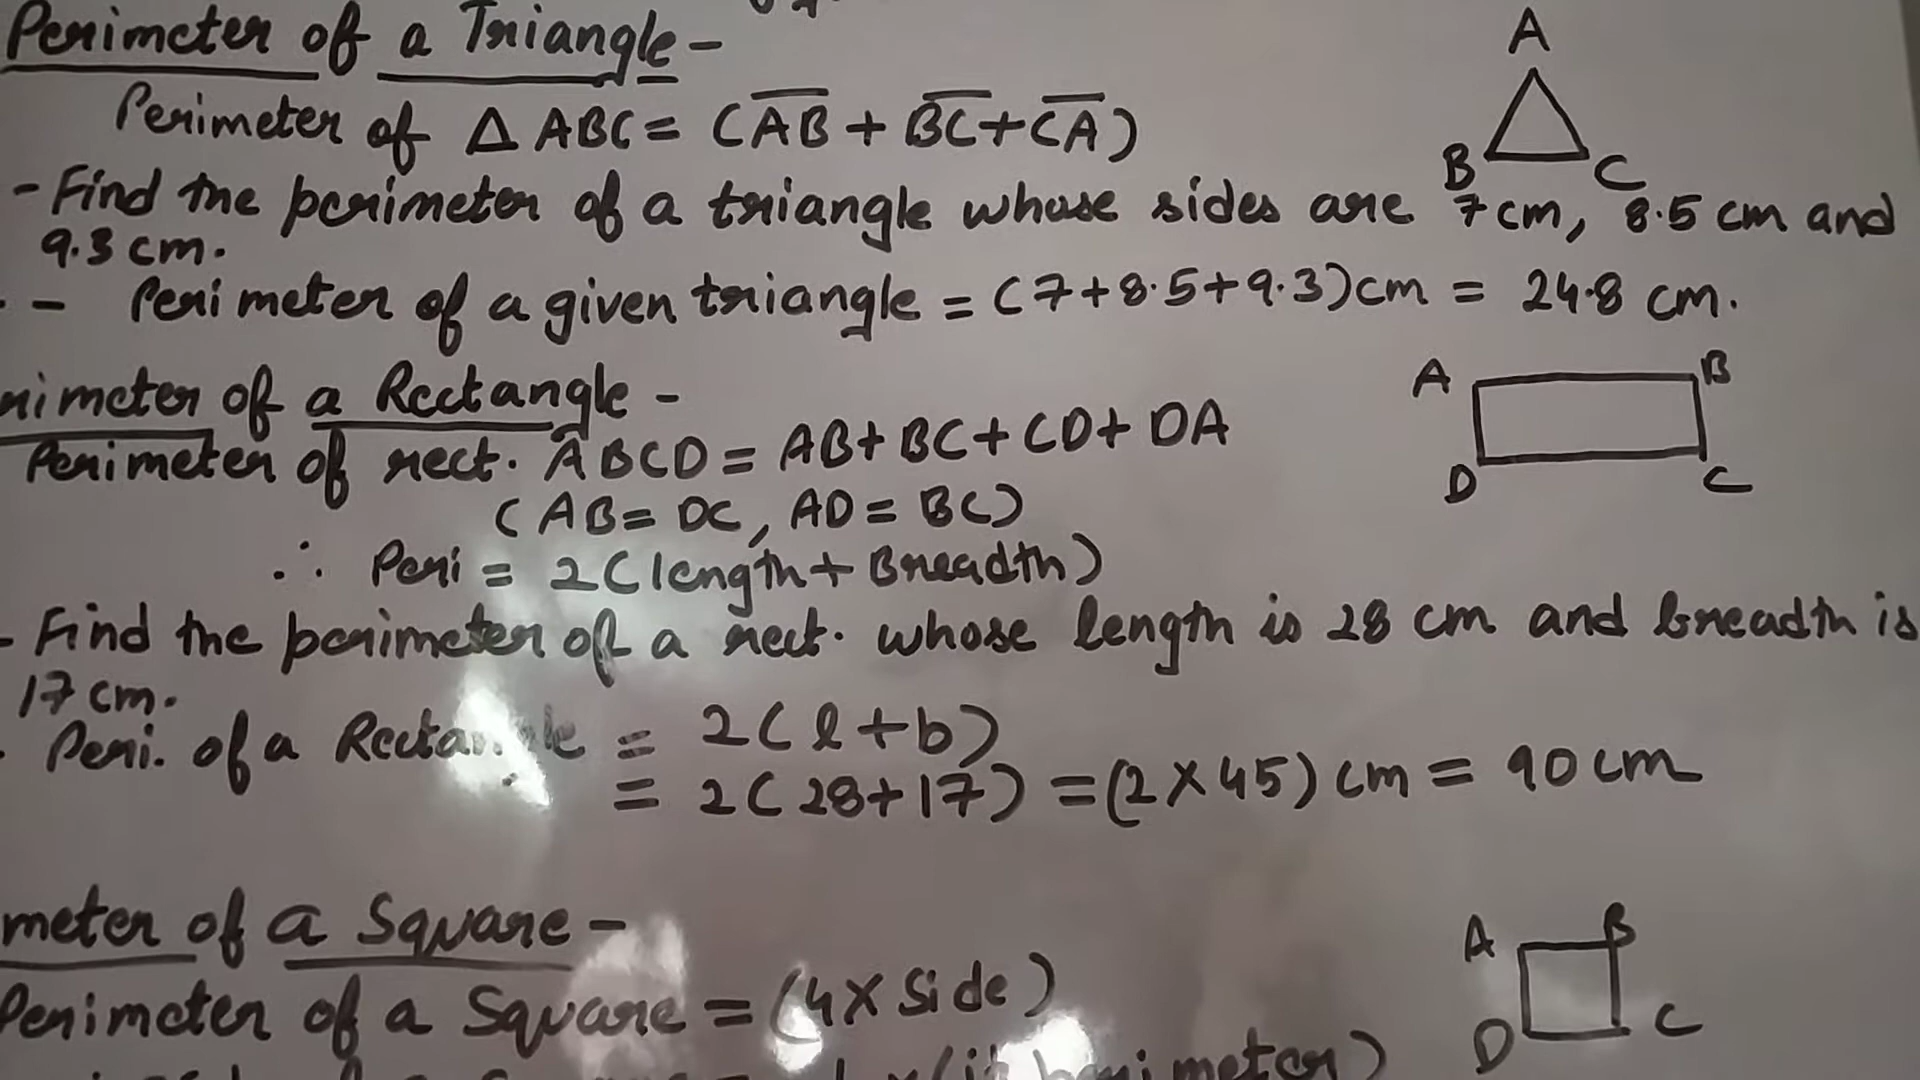 Perimeter of a Triangle -
A
Perimeter of Δ ABC = (AB + BC + CA)
B C
- Find the perimeter of a triangle whose sides are 7 cm, 8.5 cm and
9.3 cm.
- Perimeter of a given triangle = (7+8.5+9.3) cm = 24.8 cm.
rimeter of a Rectangle -
A B
Perimeter of rect. ABCD = AB + BC + CD + DA
D C
(AB = DC, AD = BC)
∴ Peri = 2(length + Breadth)
- Find the perimeter of a rect. whose length is 28 cm and breadth is
17 cm.
Peri. of a Rectangle = 2(l+b)
= 2(28+17) = (2×45) cm = 90 cm
meter of a Square -
A B
Perimeter of a Square = (4× Side)
D C
perimeter)